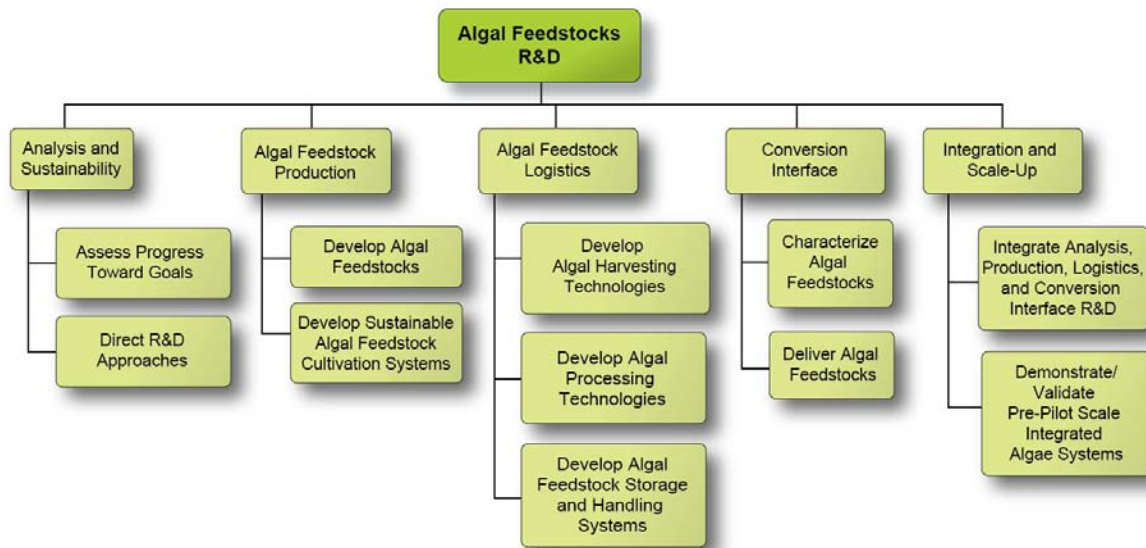 Algal Feedstocks
R&D
Analysis and
Sustainability
Assess Progress
Toward Goals
Direct R&D
Approaches
Algal Feedstock
Production
Develop Algal
Feedstocks
Develop Sustainable
Algal Feedstock
Cultivation Systems
Algal Feedstock
Logistics
Develop
Algal Harvesting
Technologies
Develop Algal
Processing
Technologies
Develop Algal
Feedstock Storage
and Handling
Systems
Conversion
Interface
Characterize
Algal
Feedstocks
Deliver Algal
Feedstocks
Integration and
Scale-Up
Integrate Analysis,
Production, Logistics,
and Conversion
Interface R&D
Demonstrate/
Validate
Pre-Pilot Scale
Integrated
Algae Systems